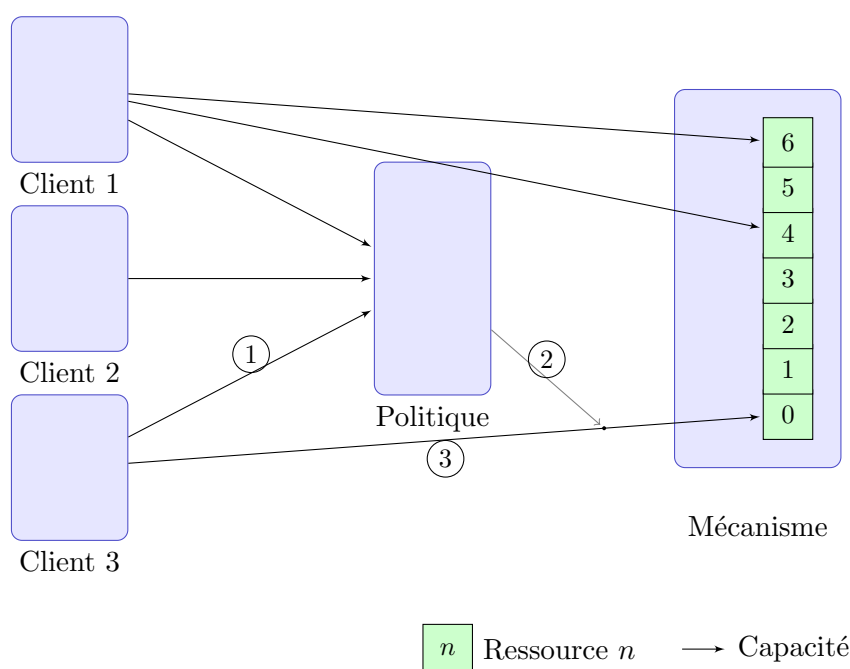 Client 1
Client 2
Client 3
1
2
3
Politique
6
5
4
3
2
1
0
Mécanisme
n Ressource n
Capacité